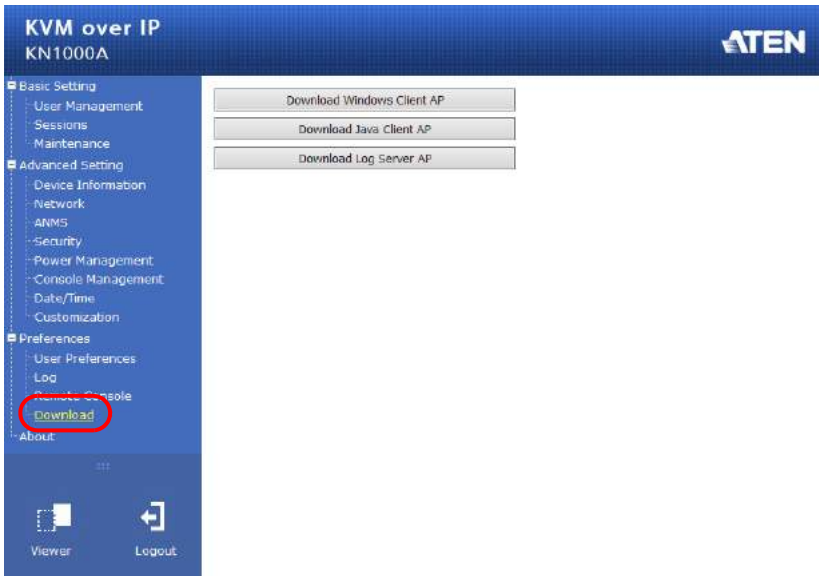 KVM over IP
KN1000A
ATEN
Basic Setting
User Management
Sessions
Maintenance
Advanced Setting
Device Information
Network
ANMS
Security
Power Management
Console Management
Date/Time
Customization
Preferences
User Preferences
Log
Remote Console
Download
About
Viewer
Logout
Download Windows Client AP
Download Java Client AP
Download Log Server AP